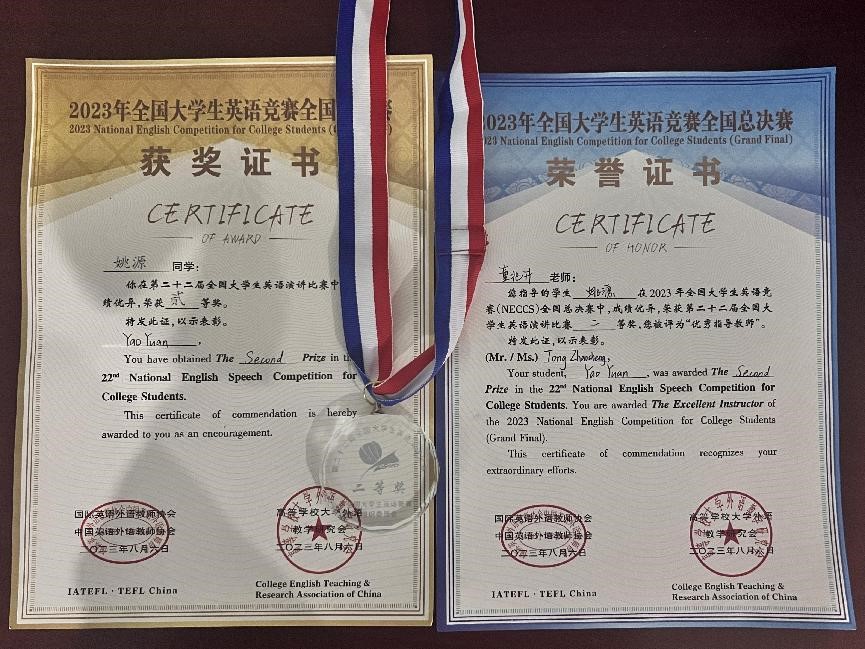 2023年全国大学生英语竞赛全国 赛
2023 National English Competition for College Students
获奖证书
CERTIFICATE
OF AWARD
姚源 同学:
你在第二十二届全国大学生英语演讲比赛中
绩优异,荣获 贰 等奖。
特发此证,以示表彰。
Yao Yuan,
You have obtained The Second Prize in
22nd National English Speech Competition for
College Students.
This certificate of commendation is hereby
awarded to you as an encouragement.
国际英语外语教师协会
中国英语外语教师协会
二〇二三年八月六日
IATEFL · TEFL China
高等学校大学外语
教学研究会
二〇二三年八月六日
College English Teaching &
Research Association of China
二等奖
2023年全国大学生英语竞赛全国总决赛
National English Competition for College Students (Grand Final)
荣誉证书
CERTIFICATE
OF HONOR
老师:
您指导的学生 姚源 在2023年全国大学生英语竞
赛(NECCS)全国总决赛中,成绩优异,荣获第二十二届全国大
学生英语演讲比赛 二 等奖,您被评为“优秀指导教师”。
特发此证,以示表彰。
(Mr. / Ms.) Tong
Your student, Yao Yuan, was awarded The Second
Prize in the 22nd National English Speech Competition for
College Students. You are awarded The Excellent Instructor of
the 2023 National English Competition for College Students
(Grand Final).
This certificate of commendation recognizes your
extraordinary efforts.
国际英语外语教师协会
中国英语外语教师协会
二〇二三年八月六日
IATEFL · TEFL China
高等学校大学外语
教学研究会
二〇二三年八月六日
College English Teaching &
Research Association of China